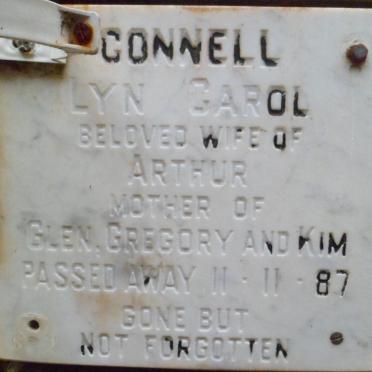 CONNELL
LYN CAROL
BELOVED WIFE OF
ARTHUR
MOTHER OF
GLEN, GREGORY AND KIM
PASSED AWAY 11 - 11 - 87
GONE BUT
NOT FORGOTTEN